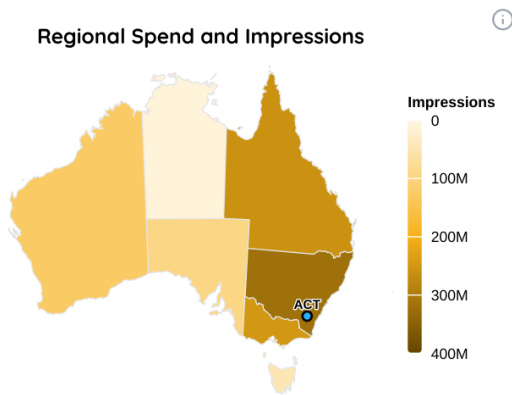 Regional Spend and Impressions
Impressions
0
100M
200M
300M
400M
ACT